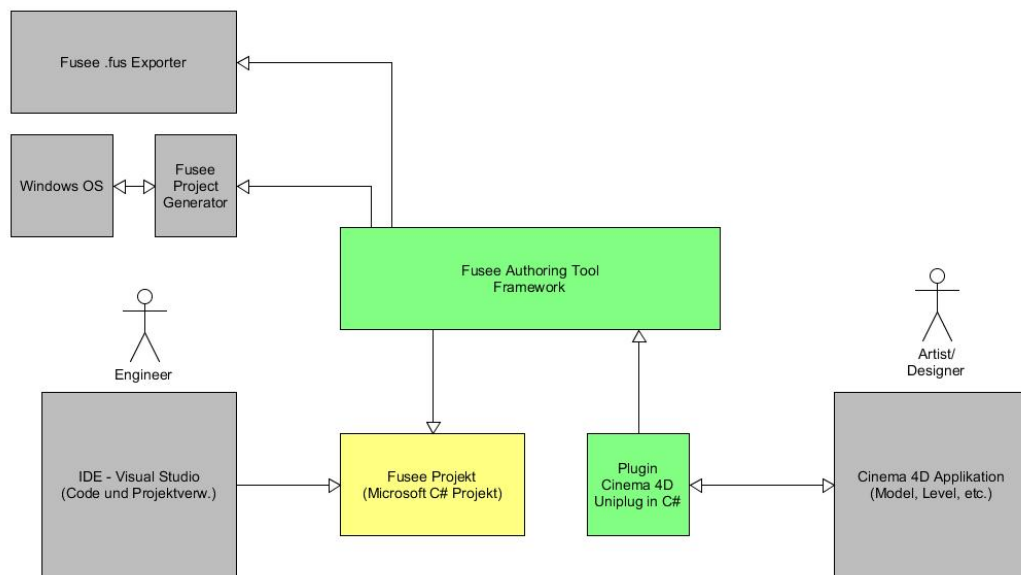 Fusee .fus Exporter
Windows OS
Fusee
Project
Generator
Fusee Authoring Tool
Framework
Engineer
Artist/
Designer
IDE - Visual Studio
(Code und Projektverw.)
Fusee Projekt
(Microsoft C# Projekt)
Plugin
Cinema 4D
Uniplug in C#
Cinema 4D Applikation
(Model, Level, etc.)